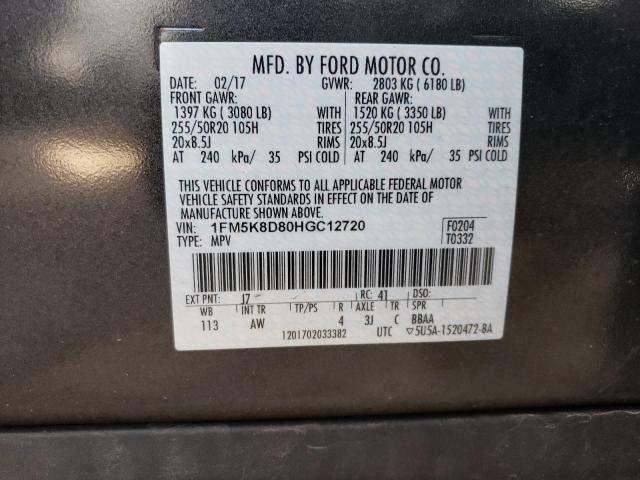 MFD. BY FORD MOTOR CO.
DATE: 02/17 GVWR: 2803 KG ( 6180 LB)
FRONT GAWR: REAR GAWR:
1397 KG ( 3080 LB) WITH 1520 KG ( 3350 LB) WITH
255/50R20 105H TIRES 255/50R20 105H TIRES
20x8.5J RIMS 20x8.5J RIMS
AT 240 kPa/ 35 PSI COLD AT 240 kPa/ 35 PSI COLD
THIS VEHICLE CONFORMS TO ALL APPLICABLE FEDERAL MOTOR
VEHICLE SAFETY STANDARDS IN EFFECT ON THE DATE OF
MANUFACTURE SHOWN ABOVE.
VIN: 1FM5K8D80HGC12720 F0204
TYPE: MPV T0332
EXT PNT: J7 RC: 41 DSO:
WB INT TR TP/PS R AXLE TR SPR
113 AW 4 3J C BBAA
1201702033382 UTC ▽5U5A-1520472-BA